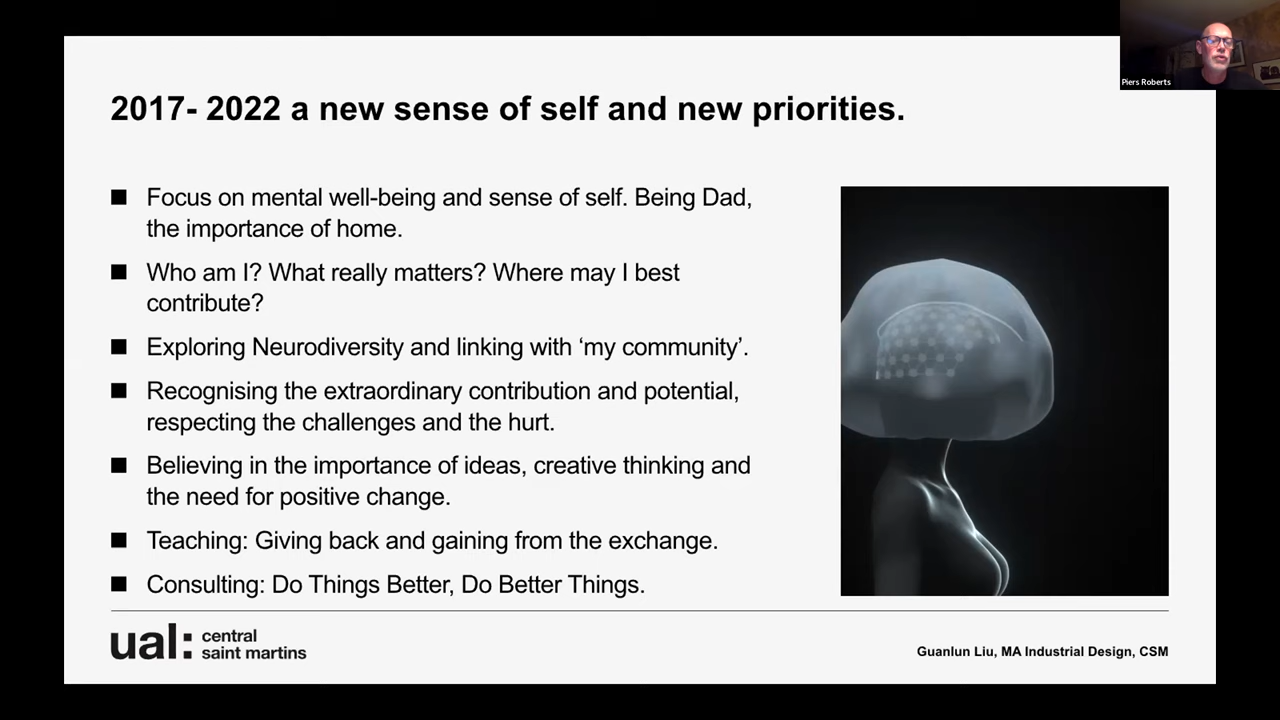 Piers Roberts
2017- 2022 a new sense of self and new priorities.
Focus on mental well-being and sense of self. Being Dad,
the importance of home.
Who am I? What really matters? Where may I best
contribute?
Exploring Neurodiversity and linking with ‘my community’.
Recognising the extraordinary contribution and potential,
respecting the challenges and the hurt.
Believing in the importance of ideas, creative thinking and
the need for positive change.
Teaching: Giving back and gaining from the exchange.
Consulting: Do Things Better, Do Better Things.
ual: central
saint martins
Guanlun Liu, MA Industrial Design, CSM